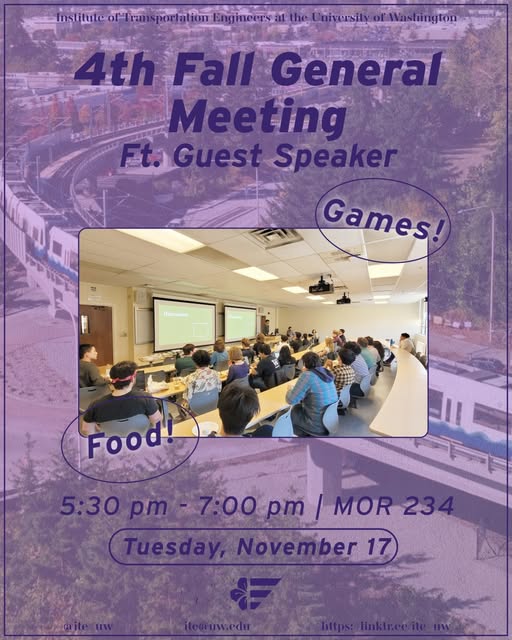 Institute of Transportation Engineers at the University of Washington
4th Fall General
Meeting
Ft. Guest Speaker
Games!
Food!
5:30 pm - 7:00 pm | MOR 234
Tuesday, November 17
@ite_uw
ite@uw.edu
https://linktr.ee/ite_uw